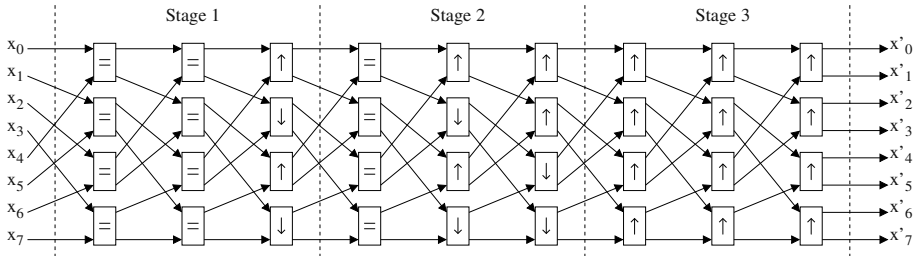 Stage 1 Stage 2 Stage 3
x0 = = ↑ = ↑ ↑ ↑ ↑ ↑ x'0
x1 x'1
x2 = = ↓ = ↓ ↑ ↑ ↑ ↑ x'2
x3 x'3
x4 = = ↑ = ↑ ↓ ↑ ↑ ↑ x'4
x5 x'5
x6 = = ↓ = ↓ ↓ ↑ ↑ ↑ x'6
x7 x'7